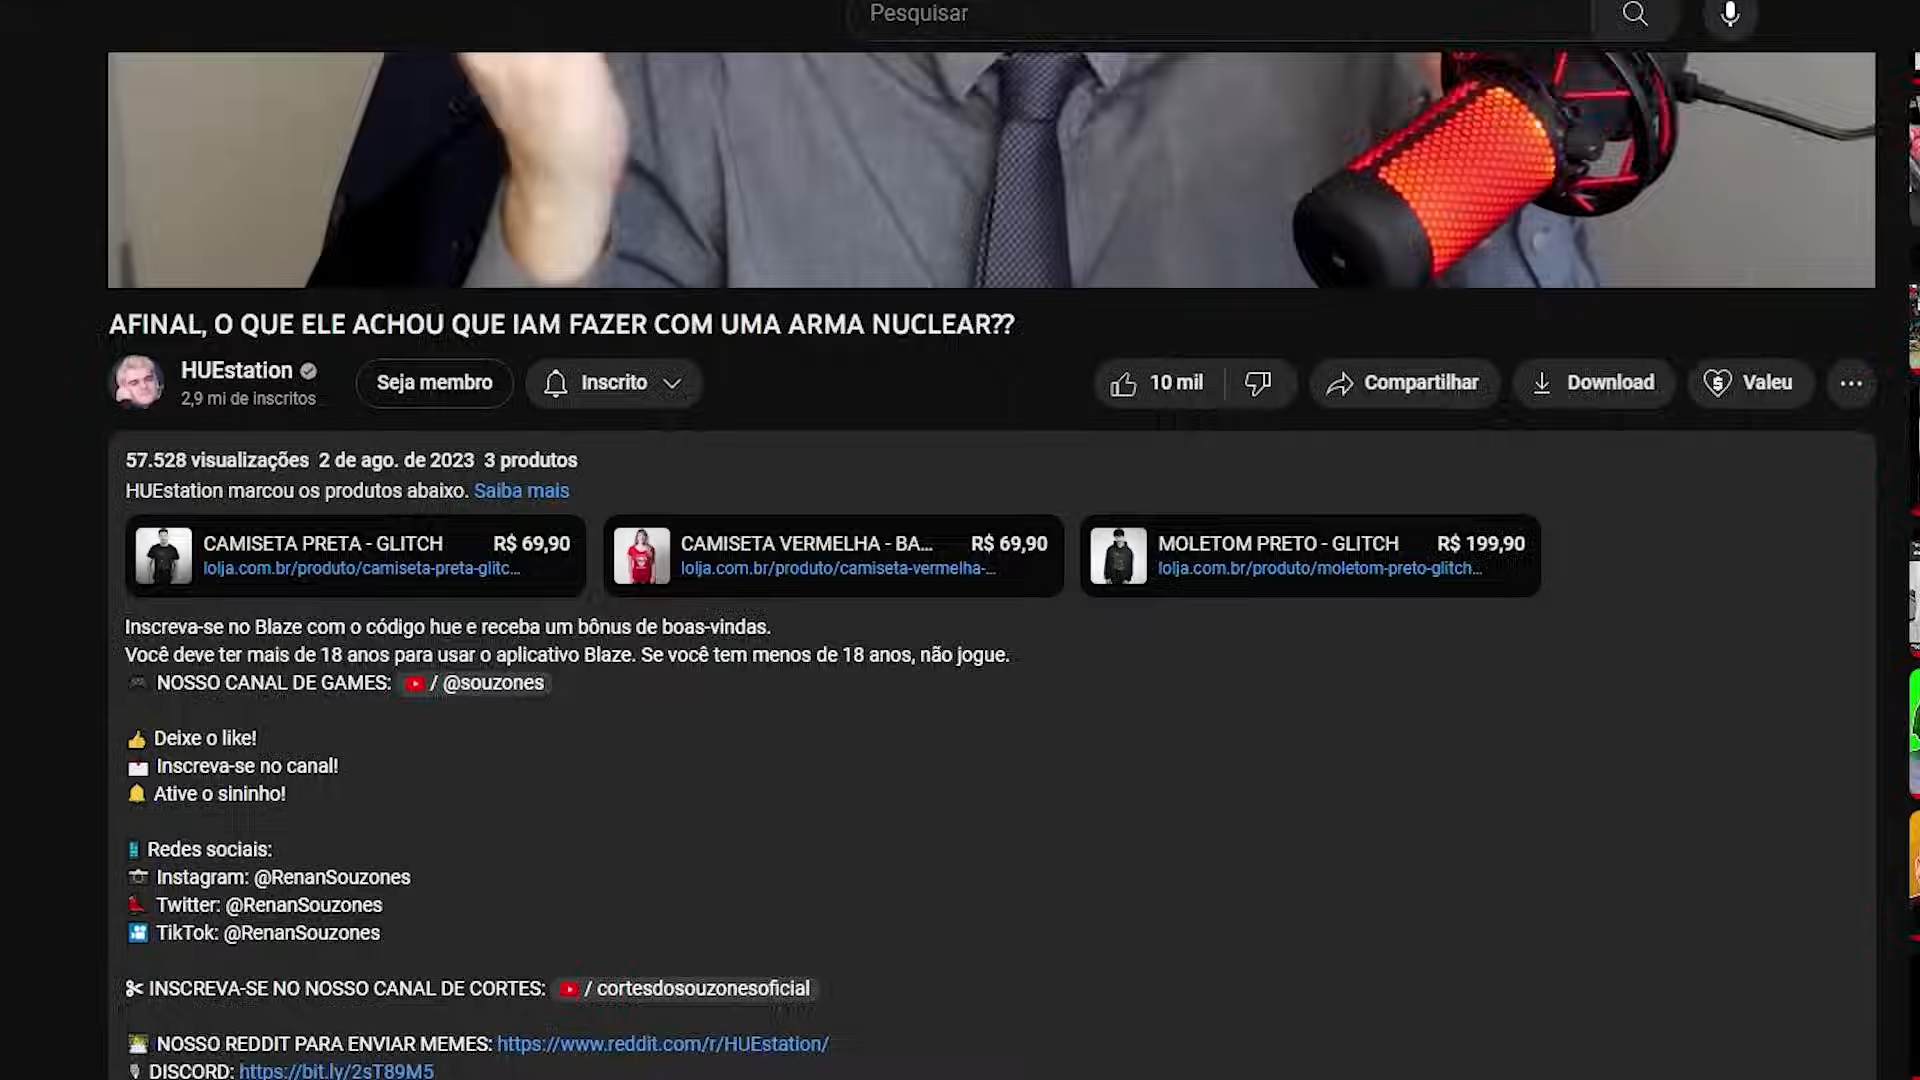 Pesquisar
AFINAL, O QUE ELE ACHOU QUE IAM FAZER COM UMA ARMA NUCLEAR??
HUEstation
2,9 mi de inscritos
Seja membro
Inscrito
10 mil
Compartilhar
Download
Valeu
57.528 visualizações 2 de ago. de 2023 3 produtos
HUEstation marcou os produtos abaixo. Saiba mais
CAMISETA PRETA - GLITCH R$ 69,90
lolja.com.br/produto/camiseta-preta-glitc...
CAMISETA VERMELHA - BA... R$ 69,90
lolja.com.br/produto/camiseta-vermelha-...
MOLETOM PRETO - GLITCH R$ 199,90
lolja.com.br/produto/moletom-preto-glitch...
Inscreva-se no Blaze com o código hue e receba um bônus de boas-vindas.
Você deve ter mais de 18 anos para usar o aplicativo Blaze. Se você tem menos de 18 anos, não jogue.
🎮 NOSSO CANAL DE GAMES: / @souzones
👍 Deixe o like!
📩 Inscreva-se no canal!
🔔 Ative o sininho!
📱 Redes sociais:
Instagram: @RenanSouzones
Twitter: @RenanSouzones
TikTok: @RenanSouzones
✂ INSCREVA-SE NO NOSSO CANAL DE CORTES: / cortesdosouzonesoficial
NOSSO REDDIT PARA ENVIAR MEMES: https://www.reddit.com/r/HUEstation/
🎙 DISCORD: https://bit.ly/2sT89M5